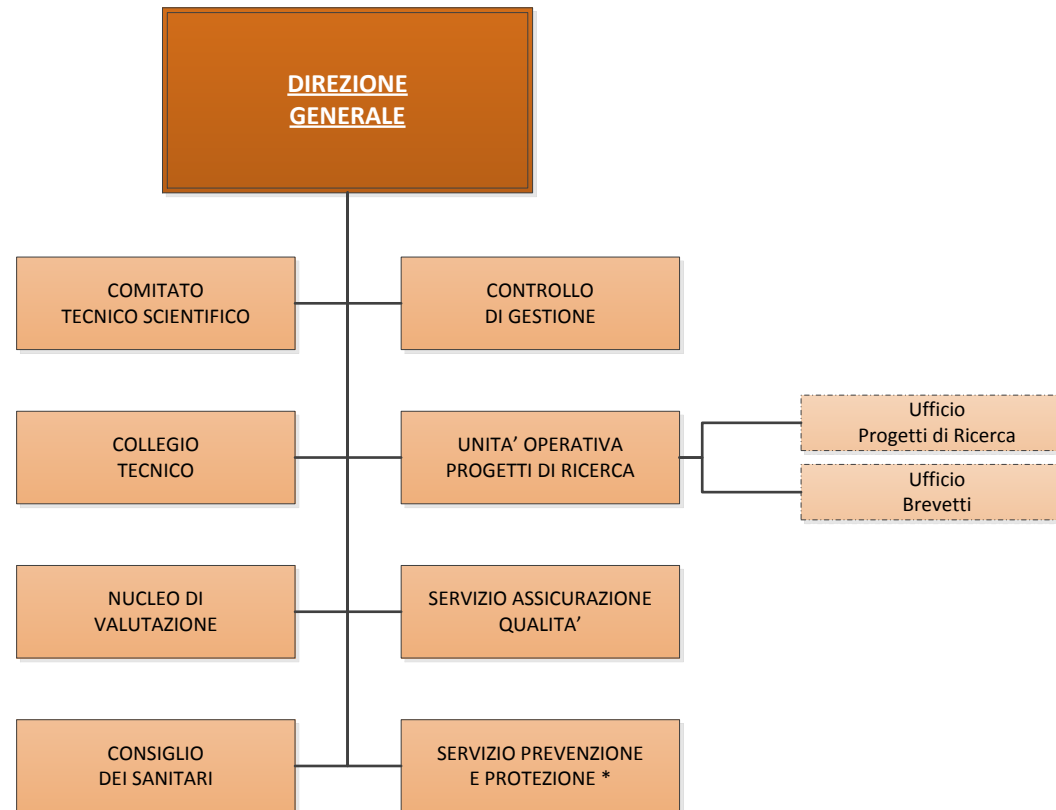 DIREZIONE
GENERALE
COMITATO
TECNICO SCIENTIFICO
CONTROLLO
DI GESTIONE
COLLEGIO
TECNICO
UNITA’ OPERATIVA
PROGETTI DI RICERCA
Ufficio
Progetti di Ricerca
Ufficio
Brevetti
NUCLEO DI
VALUTAZIONE
SERVIZIO ASSICURAZIONE
QUALITA’
CONSIGLIO
DEI SANITARI
SERVIZIO PREVENZIONE
E PROTEZIONE *